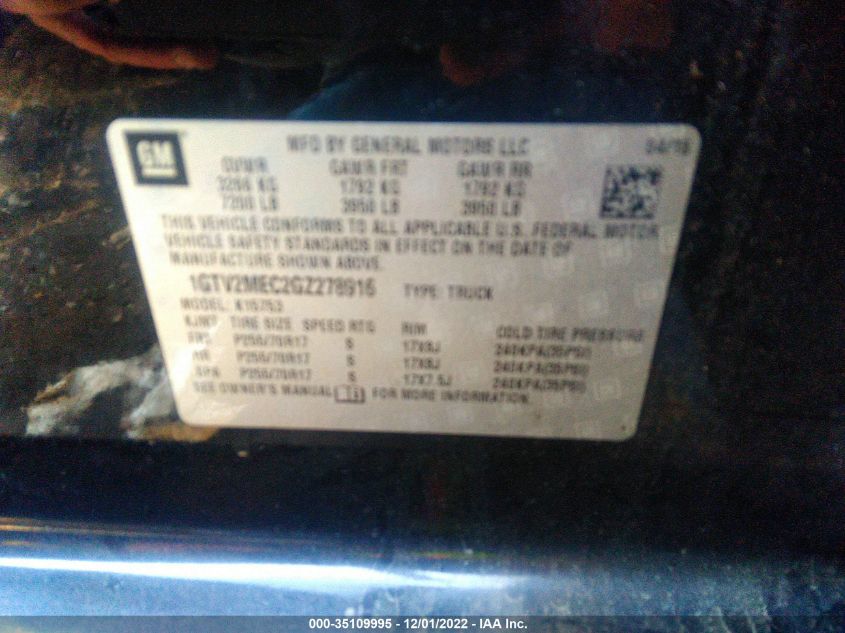 GM
MFD BY GENERAL MOTORS LLC 04/16
GVWR GAWR FRT GAWR RR
3266 KG 1792 KG 1792 KG
7200 LB 3950 LB 3950 LB
THIS VEHICLE CONFORMS TO ALL APPLICABLE U.S. FEDERAL MOTOR
VEHICLE SAFETY STANDARDS IN EFFECT ON THE DATE OF
MANUFACTURE SHOWN ABOVE.
1GTV2MEC2GZ278916 TYPE: TRUCK
MODEL: K15753
TIRE SIZE SPEED RTG RIM COLD TIRE PRESSURE
FRT P255/70R17 S 17X8J 240KPA(35PSI)
RR P255/70R17 S 17X8J 240KPA(35PSI)
SPA P255/70R17 S 17X7.5J 240KPA(35PSI)
SEE OWNER'S MANUAL FOR MORE INFORMATION.
000-35109995 - 12/01/2022 - IAA Inc.